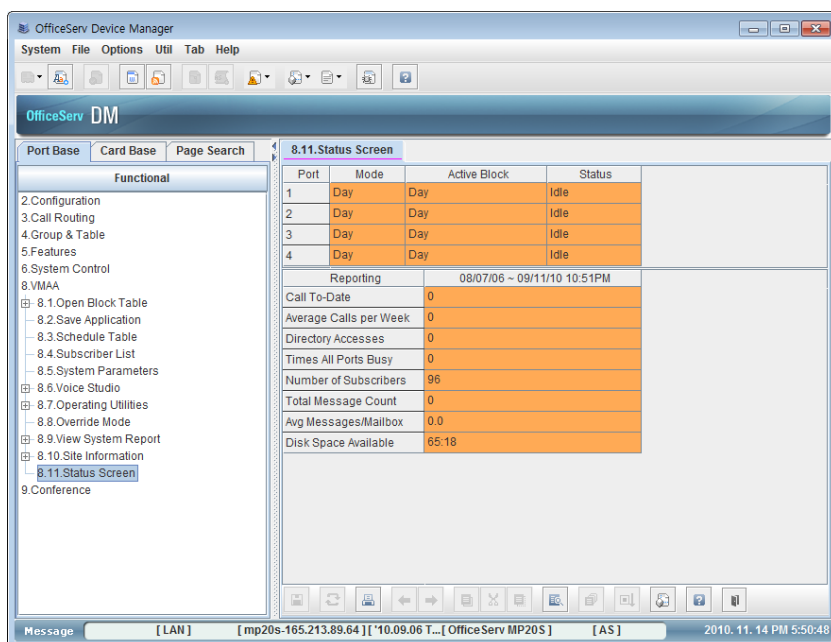 OfficeServ Device Manager
System File Options Util Tab Help
OfficeServ DM
Port Base Card Base Page Search
Functional
2.Configuration
3.Call Routing
4.Group & Table
5.Features
6.System Control
8.VMAA
8.1.Open Block Table
8.2.Save Application
8.3.Schedule Table
8.4.Subscriber List
8.5.System Parameters
8.6.Voice Studio
8.7.Operating Utilities
8.8.Override Mode
8.9.View System Report
8.10.Site Information
8.11.Status Screen
9.Conference
8.11.Status Screen
Port Mode Active Block Status
1 Day Day Idle
2 Day Day Idle
3 Day Day Idle
4 Day Day Idle
Reporting 08/07/06 ~ 09/11/10 10:51PM
Call To-Date 0
Average Calls per Week 0
Directory Accesses 0
Times All Ports Busy 0
Number of Subscribers 96
Total Message Count 0
Avg Messages/Mailbox 0.0
Disk Space Available 65:18
Message [ LAN ] [ mp20s-165.213.89.64 ] [ '10.09.06 T...[ OfficeServ MP20S ] [ AS ] 2010. 11. 14 PM 5:50:48